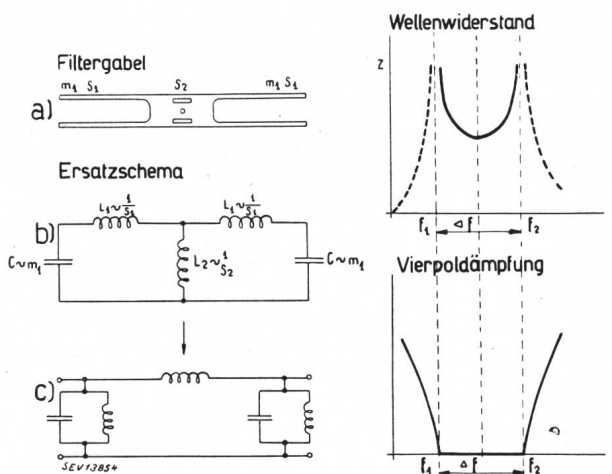 Filtergabel
m₁ S₁ S₂ m₁ S₁
a)
Ersatzschema
L₁~1/S₁ L₁~1/S₁
b)
C~m₁ L₂~1/S₂ C~m₁
c)
SEV13854
Wellenwiderstand
Z
f₁ Δf f₂
Vierpoldämpfung
D
f₁ Δf f₂